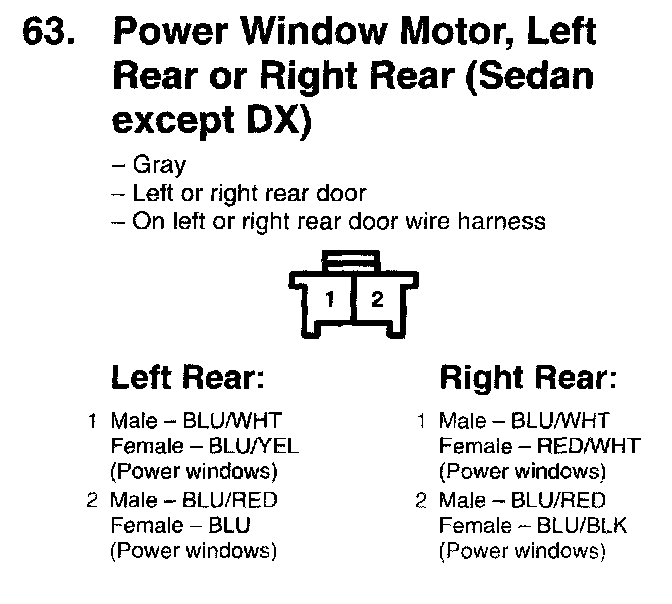 63. Power Window Motor, Left
Rear or Right Rear (Sedan
except DX)
– Gray
– Left or right rear door
– On left or right rear door wire harness
1 2
Left Rear:
1 Male – BLU/WHT
Female – BLU/YEL
(Power windows)
2 Male – BLU/RED
Female – BLU
(Power windows)
Right Rear:
1 Male – BLU/WHT
Female – RED/WHT
(Power windows)
2 Male – BLU/RED
Female – BLU/BLK
(Power windows)